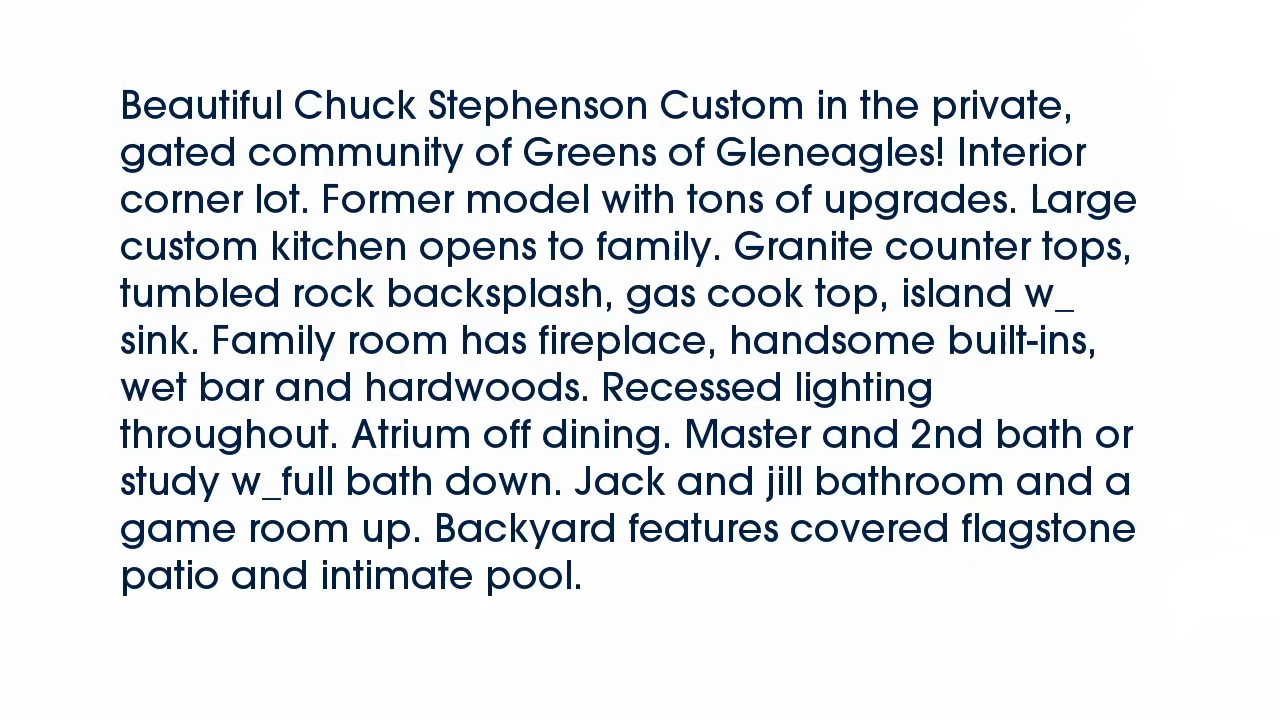 Beautiful Chuck Stephenson Custom in the private,
gated community of Greens of Gleneagles! Interior
corner lot. Former model with tons of upgrades. Large
custom kitchen opens to family. Granite counter tops,
tumbled rock backsplash, gas cook top, island w_
sink. Family room has fireplace, handsome built-ins,
wet bar and hardwoods. Recessed lighting
throughout. Atrium off dining. Master and 2nd bath or
study w_full bath down. Jack and jill bathroom and a
game room up. Backyard features covered flagstone
patio and intimate pool.